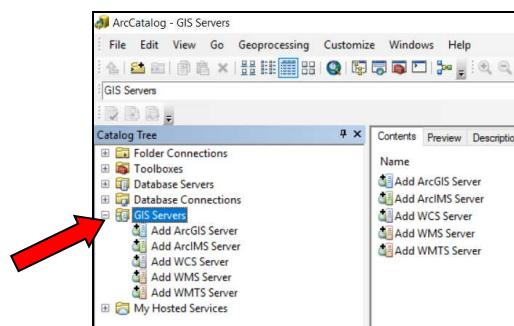 ArcCatalog - GIS Servers
File Edit View Go Geoprocessing Customize Windows Help
GIS Servers
Catalog Tree
Folder Connections
Toolboxes
Database Servers
Database Connections
GIS Servers
Add ArcGIS Server
Add ArcIMS Server
Add WCS Server
Add WMS Server
Add WMTS Server
My Hosted Services
Contents Preview Descriptio
Name
Add ArcGIS Server
Add ArcIMS Server
Add WCS Server
Add WMS Server
Add WMTS Server